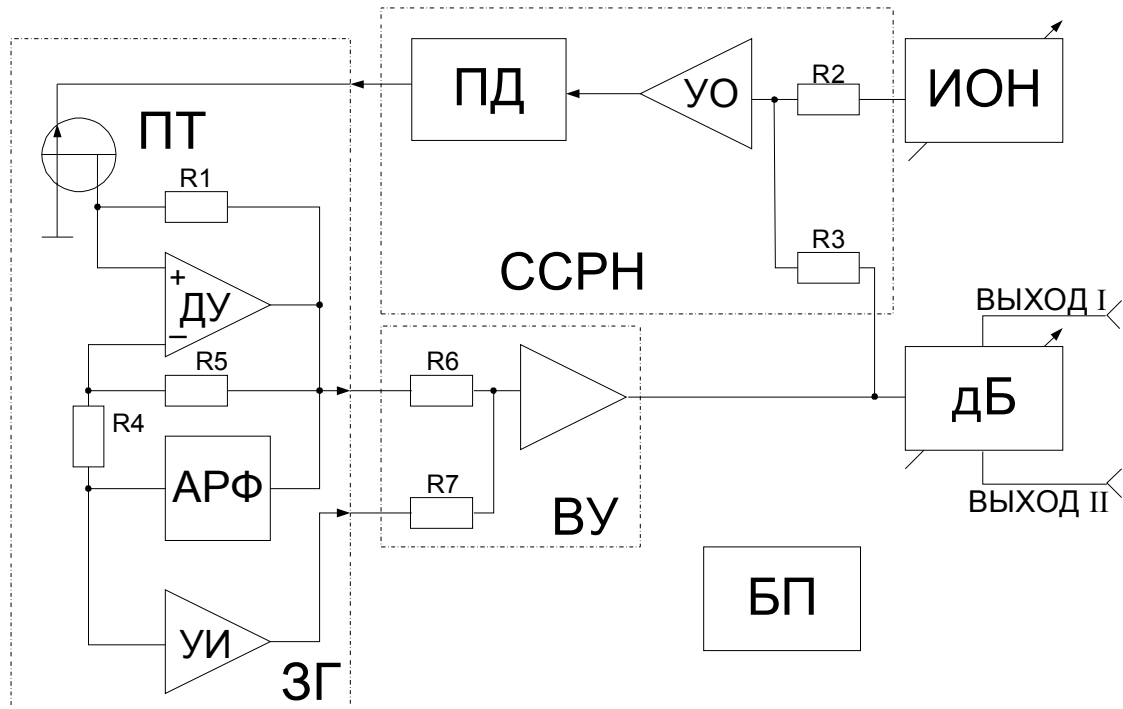 ПД
УО
R2
ИОН
ПТ
R1
R3
ССРН
+
ДУ
–
ВЫХОД I
R5
R6
дБ
R4
АРФ
R7
ВУ
ВЫХОД II
БП
УИ
ЗГ